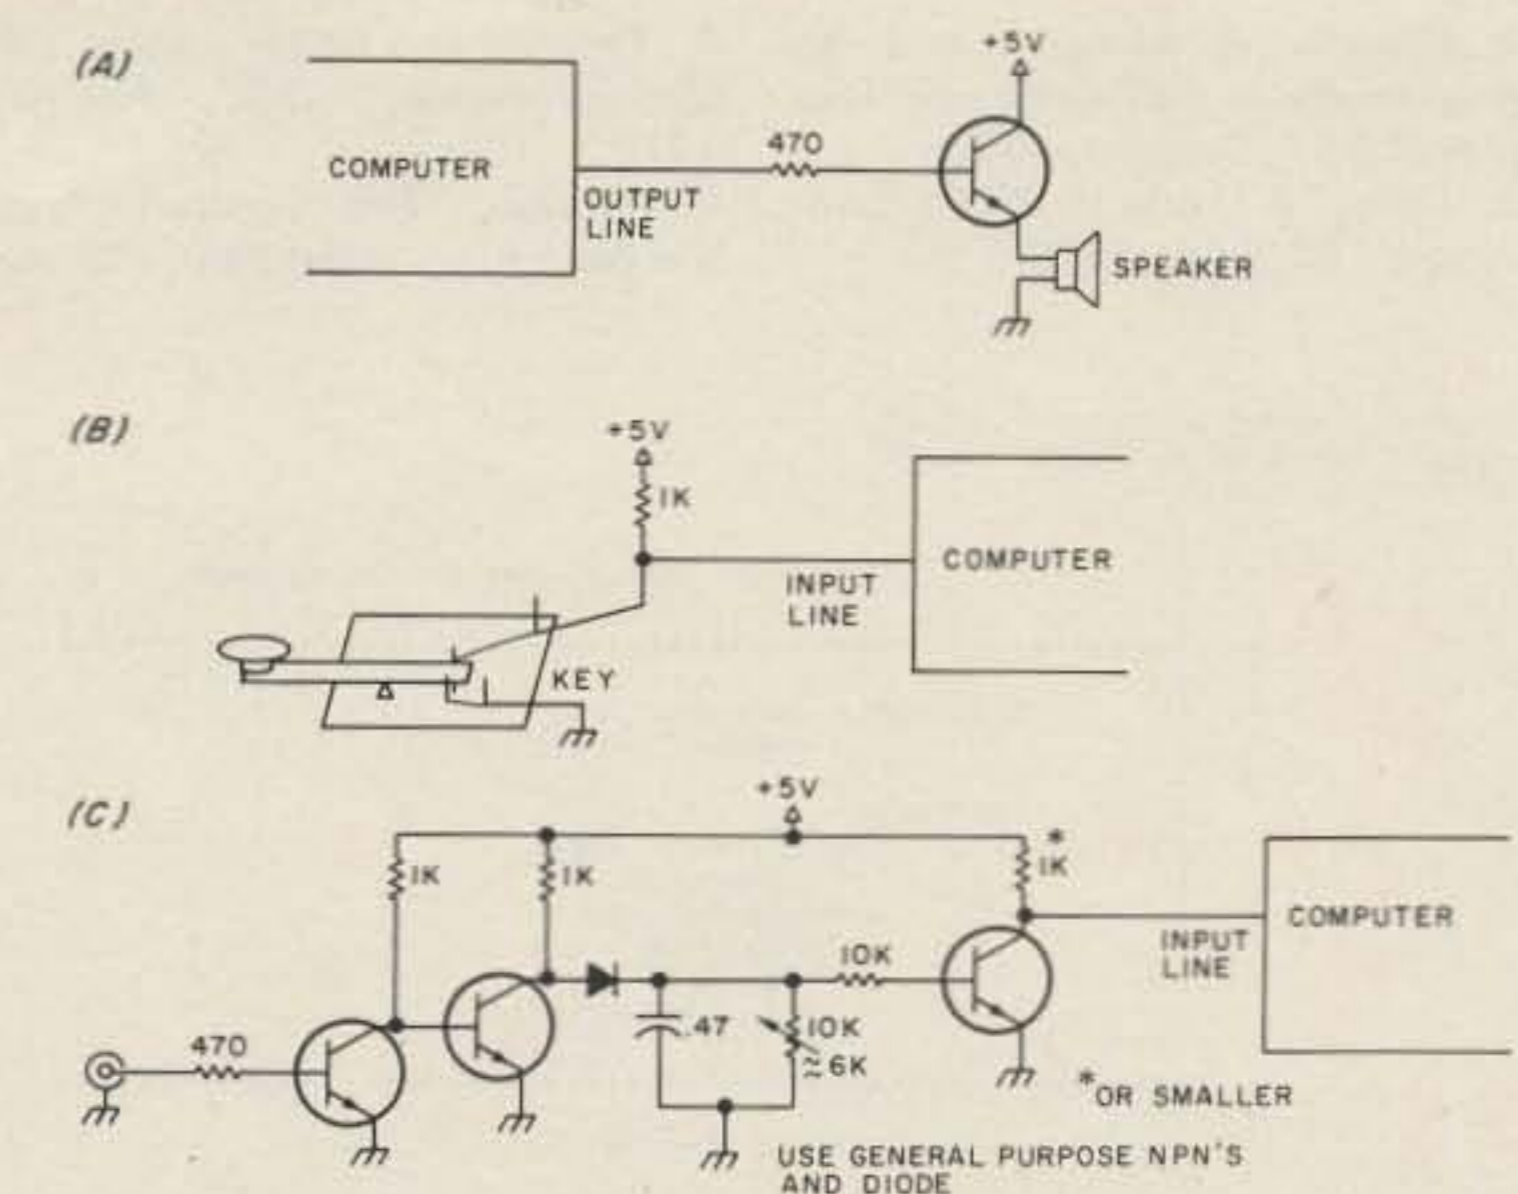 (A)
+5V
COMPUTER
470
OUTPUT
LINE
SPEAKER
(B)
+5V
1K
COMPUTER
INPUT
LINE
KEY
(C)
+5V
1K
1K
*
1K
COMPUTER
INPUT
LINE
10K
.47
10K
≈6K
470
*OR SMALLER
USE GENERAL PURPOSE NPN'S
AND DIODE